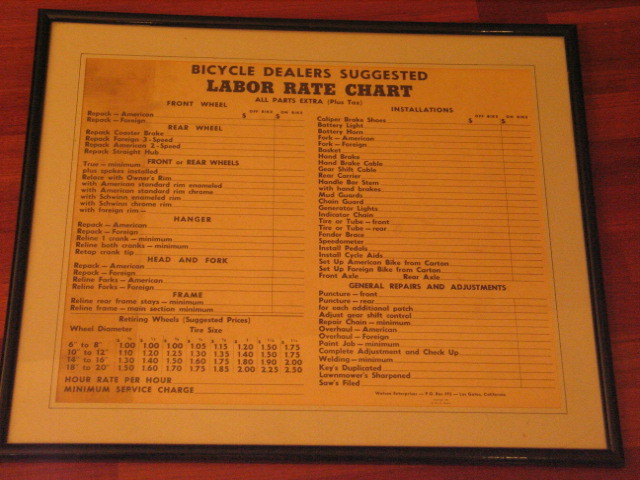 BICYCLE DEALERS SUGGESTED
LABOR RATE CHART
ALL PARTS EXTRA (Plus Tax)
FRONT WHEEL
OFF BIKE ON BIKE
Repack — American $ $
Repack — Foreign
REAR WHEEL
Repack Coaster Brake
Repack Foreign 3-Speed
Repack American 2-Speed
Repack Straight Hub
FRONT or REAR WHEELS
True — minimum
plus spokes installed
Relace with Owner's Rim
with American standard rim enameled
with American standard rim chrome
with Schwinn enameled rim
with Schwinn chrome rim
with foreign rim —
HANGER
Repack — American
Repack — Foreign
Reline 1 crank — minimum
Reline both cranks — minimum
Retap crank tip
HEAD AND FORK
Repack — American
Repack — Foreign
Reline Forks — American
Reline Forks — Foreign
FRAME
Reline rear frame stays — minimum
Reline frame — main section minimum
Retiring Wheels (Suggested Prices)
Wheel Diameter Tire Size
6" to 8" 1.00 1.00 1.00 1.05 1.15 1.20 1.50 1.75
10" to 12" 1.10 1.20 1.25 1.30 1.35 1.40 1.50 1.75
14" to 16" 1.30 1.40 1.50 1.60 1.75 1.80 1.90 2.00
18" to 20" 1.50 1.60 1.70 1.75 1.85 2.00 2.25 2.50
HOUR RATE PER HOUR
MINIMUM SERVICE CHARGE
INSTALLATIONS
OFF BIKE ON BIKE
Caliper Brake Shoes $ $
Battery Light
Battery Horn
Fork — American
Fork — Foreign
Basket
Hand Brake
Hand Brake Cable
Gear Shift Cable
Rear Carrier
Handle Bar Stem
with hand brakes
Mud Guards
Chain Guard
Generator Lights
Indicator Chain
Tire or Tube — front
Tire or Tube — rear
Fender Brace
Speedometer
Install Pedals
Install Cycle Aids
Set Up American Bike from Carton
Set Up Foreign Bike from Carton
Front Axle Rear Axle
GENERAL REPAIRS AND ADJUSTMENTS
Puncture — front
Puncture — rear
for each additional patch
Adjust gear shift control
Repair Chain — minimum
Overhaul — American
Overhaul — Foreign
Paint Job — minimum
Complete Adjustment and Check Up
Welding — minimum
Key's Duplicated
Lawnmower's Sharpened
Saw's Filed
Enterprises — P.O. Box — Los Gatos, California